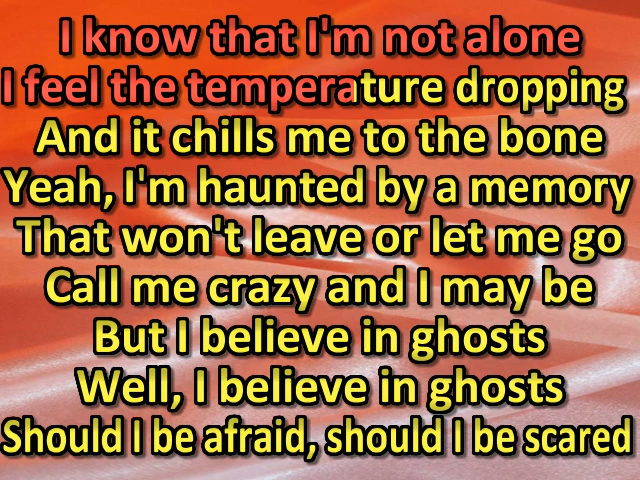 I know that I'm not alone
I feel the temperature dropping
And it chills me to the bone
Yeah, I'm haunted by a memory
That won't leave or let me go
Call me crazy and I may be
But I believe in ghosts
Well, I believe in ghosts
Should I be afraid, should I be scared